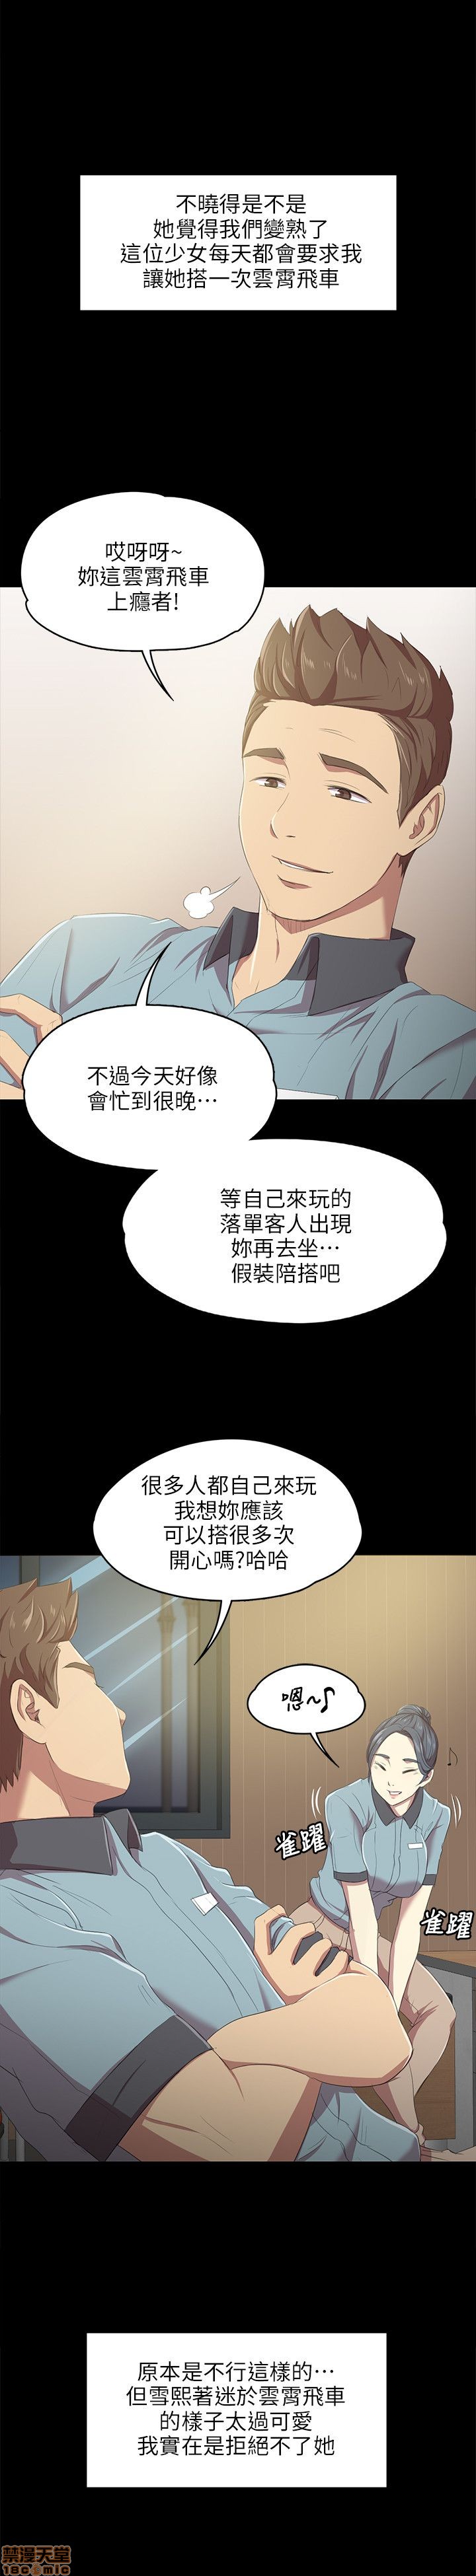 不曉得是不是
她覺得我們變熟了
這位少女每天都會要求我
讓她搭一次雲霄飛車
哎呀呀~
妳這雲霄飛車
上癮者!
不過今天好像
會忙到很晚⋯
等自己來玩的
落單客人出現
妳再去坐⋯
假裝陪搭吧
很多人都自己來玩
我想妳應該
可以搭很多次
開心嗎?哈哈
嗯~♪
雀躍
雀躍
原本是不行這樣的⋯
但雪熙著迷於雲霄飛車
的樣子太過可愛
我實在是拒絕不了她
禁漫天堂
18comic